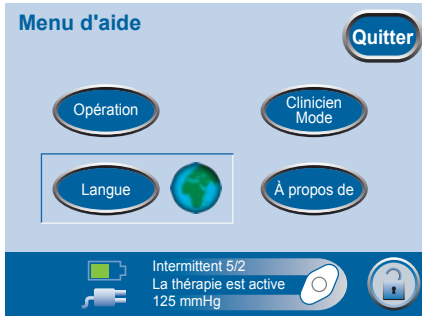 Menu d'aide
Quitter
Opération
Clinicien
Mode
Langue
À propos de
Intermittent 5/2
La thérapie est active
125 mmHg